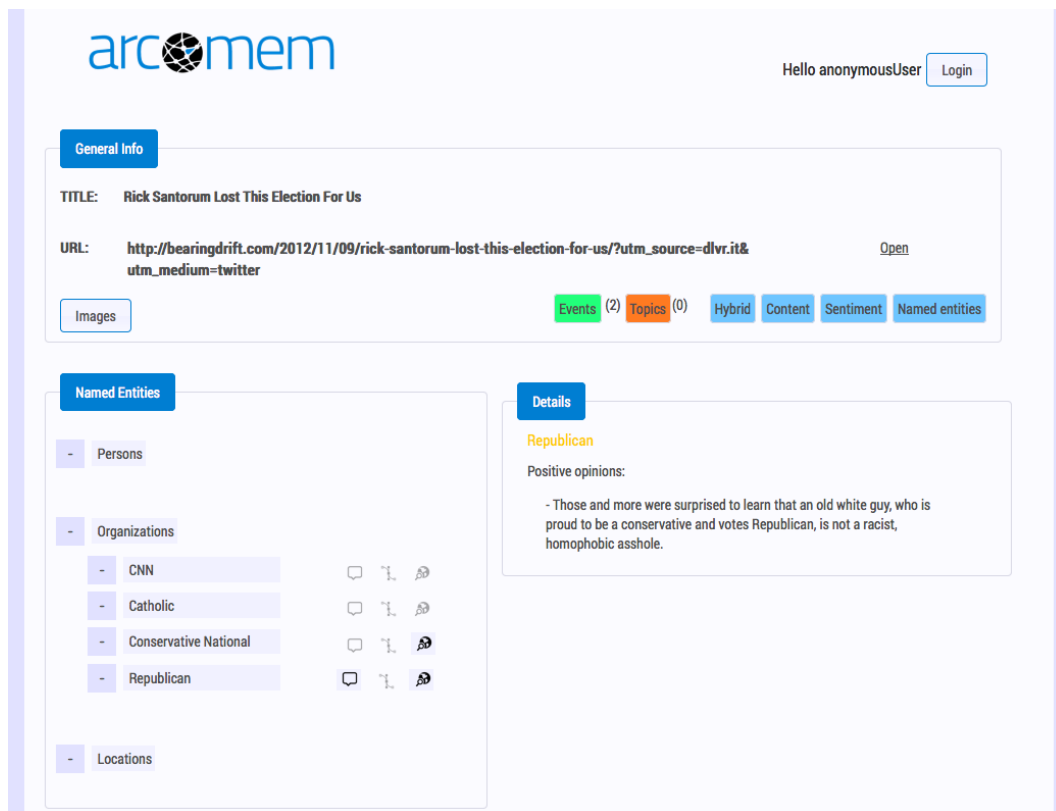 arcomem
Hello anonymousUser Login
General Info
TITLE: Rick Santorum Lost This Election For Us
URL: http://bearingdrift.com/2012/11/09/rick-santorum-lost-this-election-for-us/?utm_source=dlvr.it& Open
utm_medium=twitter
Images Events (2) Topics (0) Hybrid Content Sentiment Named entities
Named Entities
- Persons
- Organizations
- CNN
- Catholic
- Conservative National
- Republican
- Locations
Details
Republican
Positive opinions:
- Those and more were surprised to learn that an old white guy, who is
proud to be a conservative and votes Republican, is not a racist,
homophobic asshole.